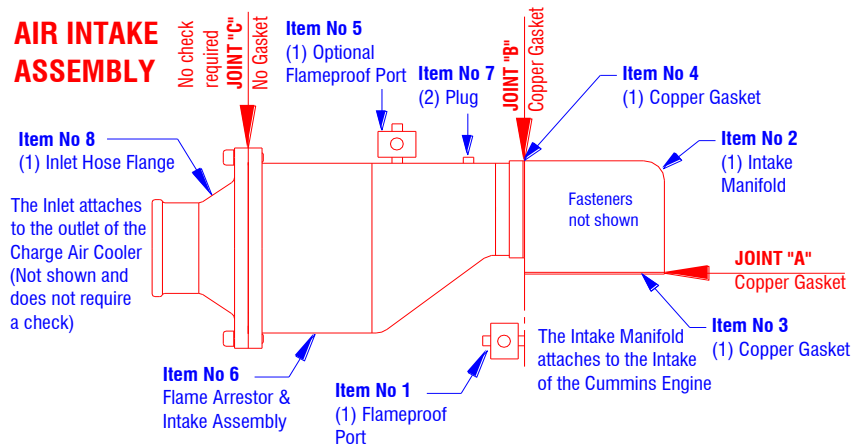 AIR INTAKE
ASSEMBLY
No check
required
JOINT "C"
No Gasket
Item No 5
(1) Optional
Flameproof Port
Item No 7
(2) Plug
JOINT "B"
Copper Gasket
Item No 4
(1) Copper Gasket
Item No 8
(1) Inlet Hose Flange
The Inlet attaches
to the outlet of the
Charge Air Cooler
(Not shown and
does not require
a check)
Item No 2
(1) Intake
Manifold
Fasteners
not shown
JOINT "A"
Copper Gasket
Item No 3
(1) Copper Gasket
The Intake Manifold
attaches to the Intake
of the Cummins Engine
Item No 6
Flame Arrestor &
Intake Assembly
Item No 1
(1) Flameproof
Port